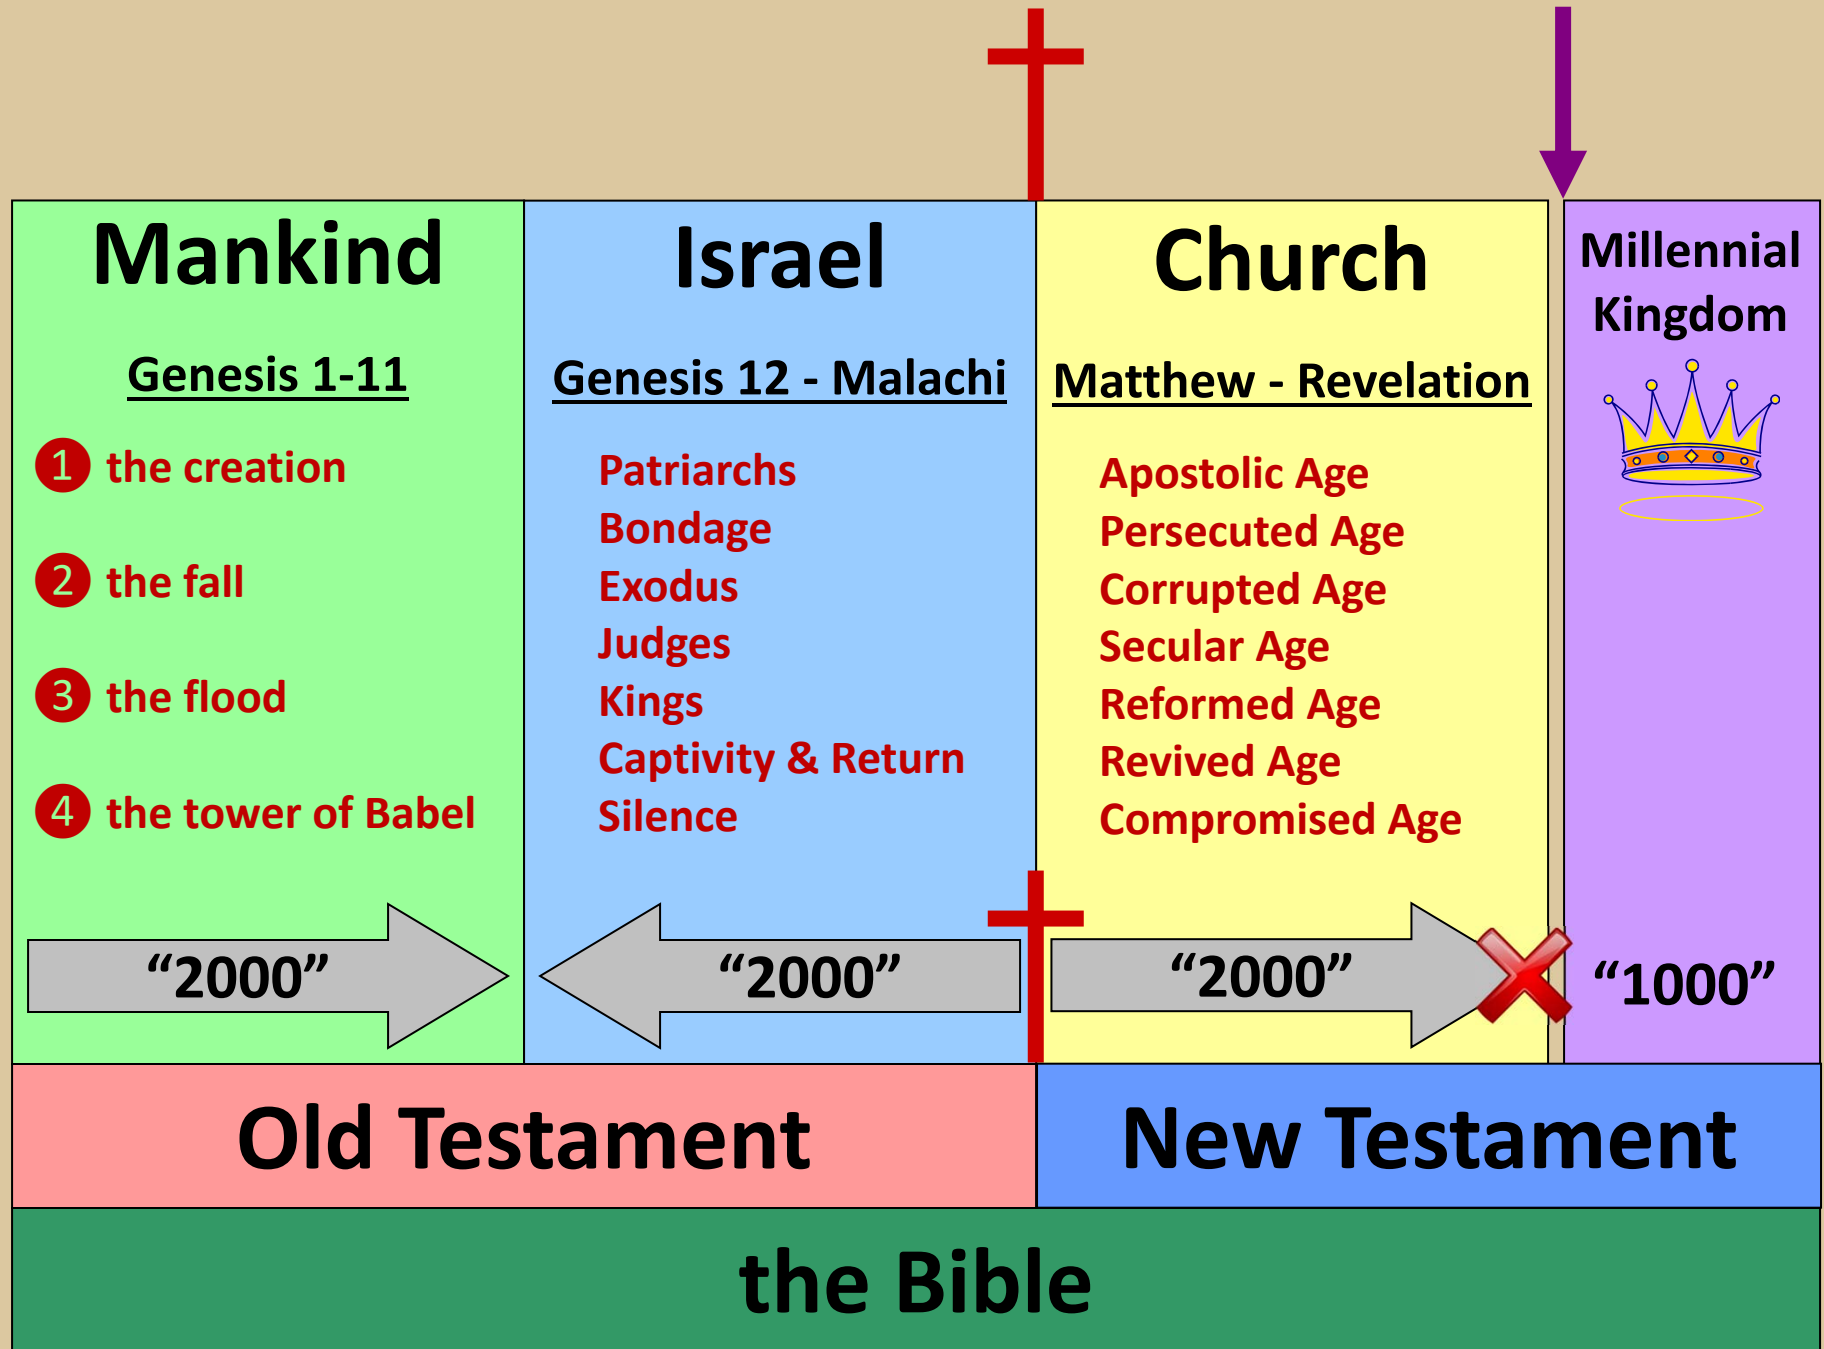 Mankind
Genesis 1-11
1 the creation
2 the fall
3 the flood
4 the tower of Babel
“2000”
Israel
Genesis 12 - Malachi
Patriarchs
Bondage
Exodus
Judges
Kings
Captivity & Return
Silence
“2000”
Church
Matthew - Revelation
Apostolic Age
Persecuted Age
Corrupted Age
Secular Age
Reformed Age
Revived Age
Compromised Age
“2000”
Millennial
Kingdom
“1000”
Old Testament
New Testament
the Bible